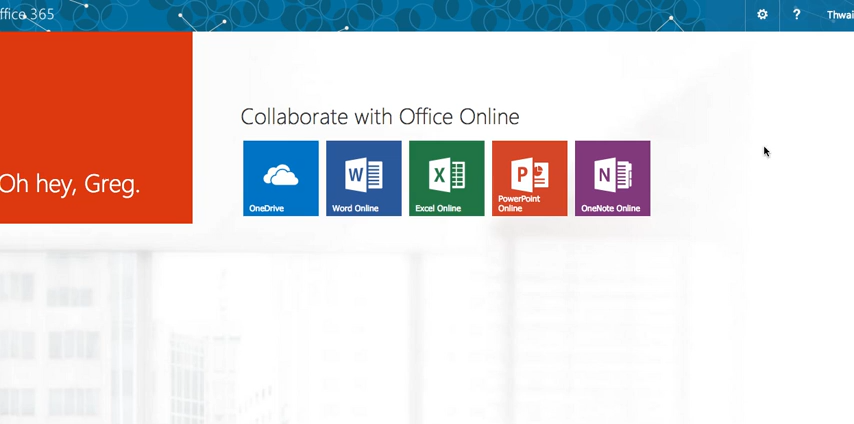 ffice 365
?
Thwai
Collaborate with Office Online
Oh hey, Greg.
OneDrive
W
Word Online
X
Excel Online
P
PowerPoint
Online
N
OneNote Online